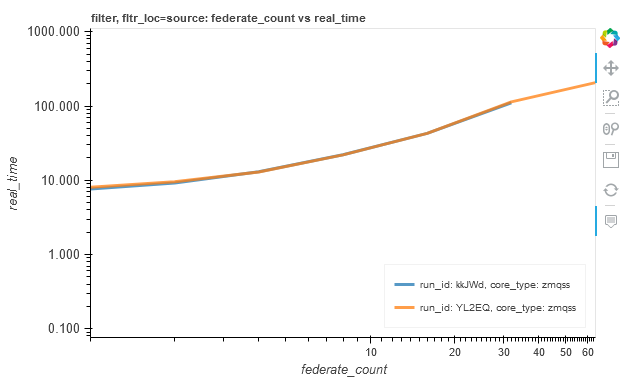 filter, fltr_loc=source: federate_count vs real_time
1000.000
100.000
10.000
1.000
0.100
real_time
10
20
30
40
50
60
federate_count
run_id: kkJWd, core_type: zmqss
run_id: YL2EQ, core_type: zmqss